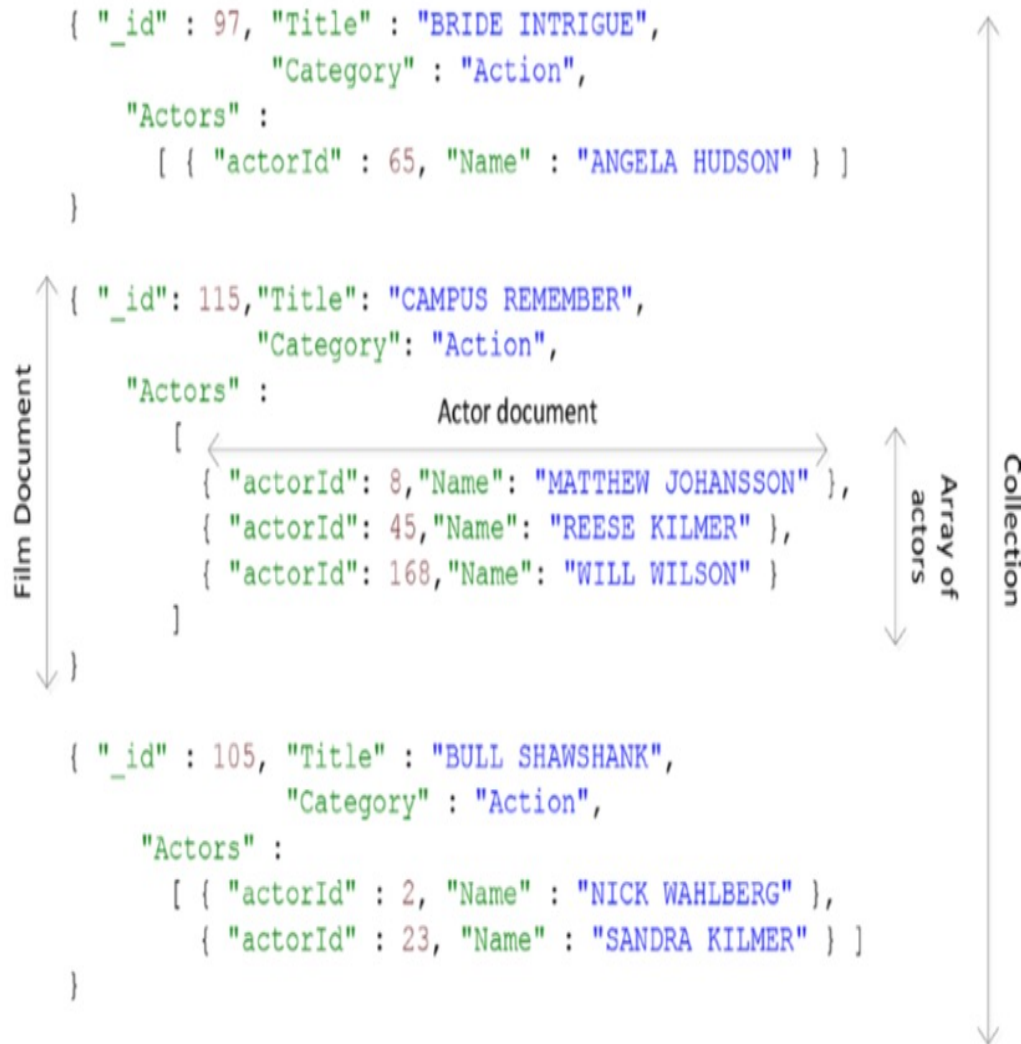 { "_id" : 97, "Title" : "BRIDE INTRIGUE",
"Category" : "Action",
"Actors" :
[ { "actorId" : 65, "Name" : "ANGELA HUDSON" } ]
}
{ "_id": 115,"Title": "CAMPUS REMEMBER",
"Category": "Action",
"Actors" :
[
Actor document
{ "actorId": 8,"Name": "MATTHEW JOHANSSON" },
{ "actorId": 45,"Name": "REESE KILMER" },
{ "actorId": 168,"Name": "WILL WILSON" }
]
}
Film Document
Array of
actors
Collection
{ "_id" : 105, "Title" : "BULL SHAWSHANK",
"Category" : "Action",
"Actors" :
[ { "actorId" : 2, "Name" : "NICK WAHLBERG" },
{ "actorId" : 23, "Name" : "SANDRA KILMER" } ]
}